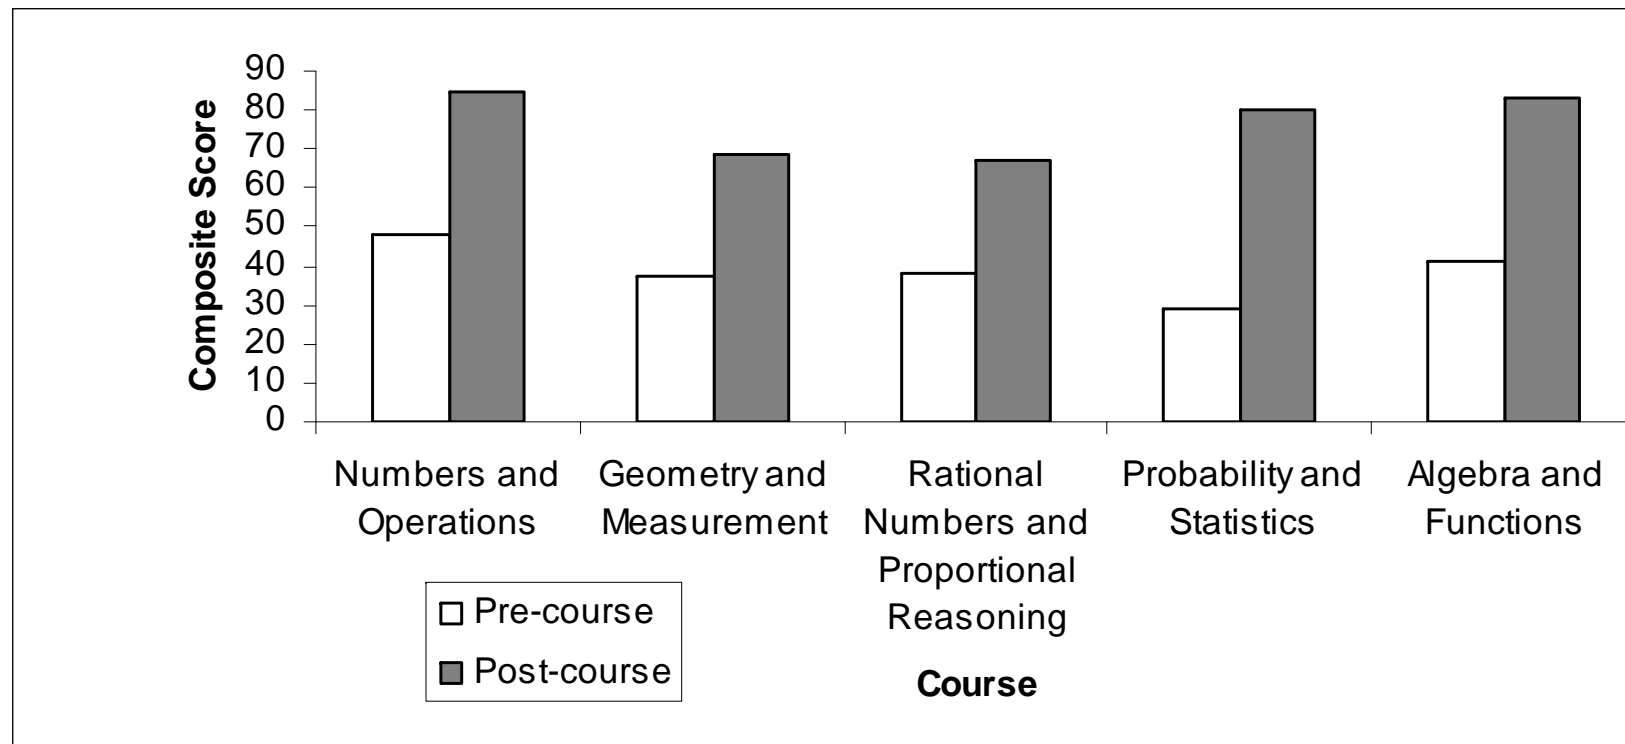 Composite Score
90
80
70
60
50
40
30
20
10
0
Numbers and
Operations
Geometry and
Measurement
Rational
Numbers and
Proportional
Reasoning
Probability and
Statistics
Algebra and
Functions
Pre-course
Post-course
Course